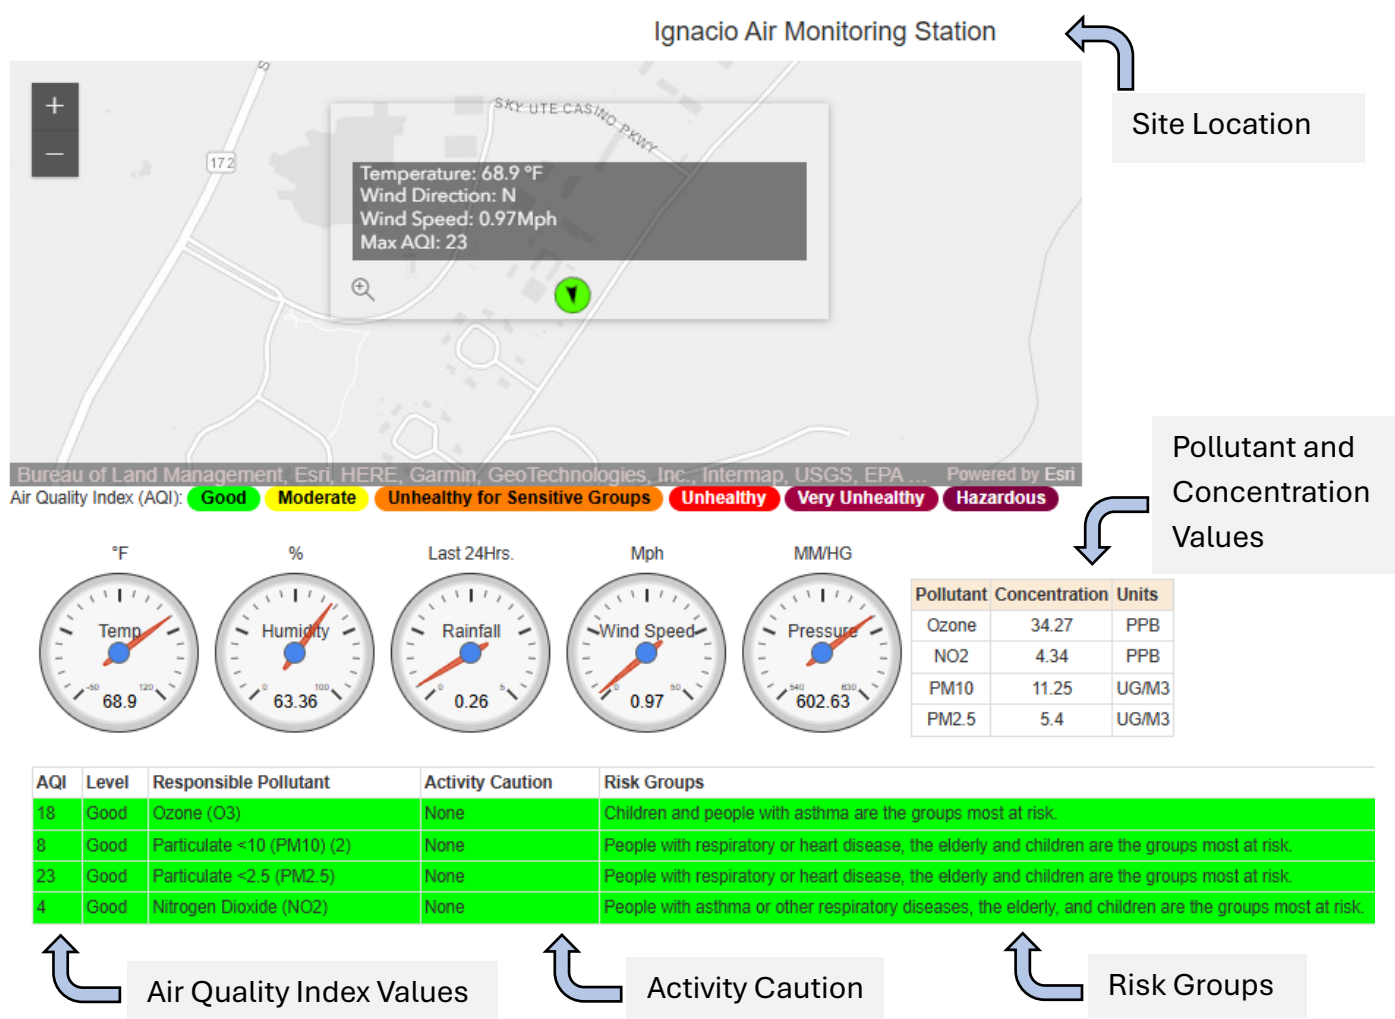 Ignacio Air Monitoring Station
Site Location
S
+
−
172
SKY UTE CASINO PKWY
Temperature: 68.9 °F
Wind Direction: N
Wind Speed: 0.97Mph
Max AQI: 23
Bureau of Land Management, Esri, HERE, Garmin, GeoTechnologies, Inc., Intermap, USGS, EPA ... Powered by Esri
Air Quality Index (AQI): Good Moderate Unhealthy for Sensitive Groups Unhealthy Very Unhealthy Hazardous
Pollutant and
Concentration
Values
°F % Last 24Hrs. Mph MM/HG
Temp Humidity Rainfall Wind Speed Pressure
-50 120 0 100 0 5 0 50 540 630
68.9 63.36 0.26 0.97 602.63
Pollutant Concentration Units
Ozone 34.27 PPB
NO2 4.34 PPB
PM10 11.25 UG/M3
PM2.5 5.4 UG/M3
AQI Level Responsible Pollutant Activity Caution Risk Groups
18 Good Ozone (O3) None Children and people with asthma are the groups most at risk.
8 Good Particulate <10 (PM10) (2) None People with respiratory or heart disease, the elderly and children are the groups most at risk.
23 Good Particulate <2.5 (PM2.5) None People with respiratory or heart disease, the elderly and children are the groups most at risk.
4 Good Nitrogen Dioxide (NO2) None People with asthma or other respiratory diseases, the elderly, and children are the groups most at risk.
Air Quality Index Values
Activity Caution
Risk Groups